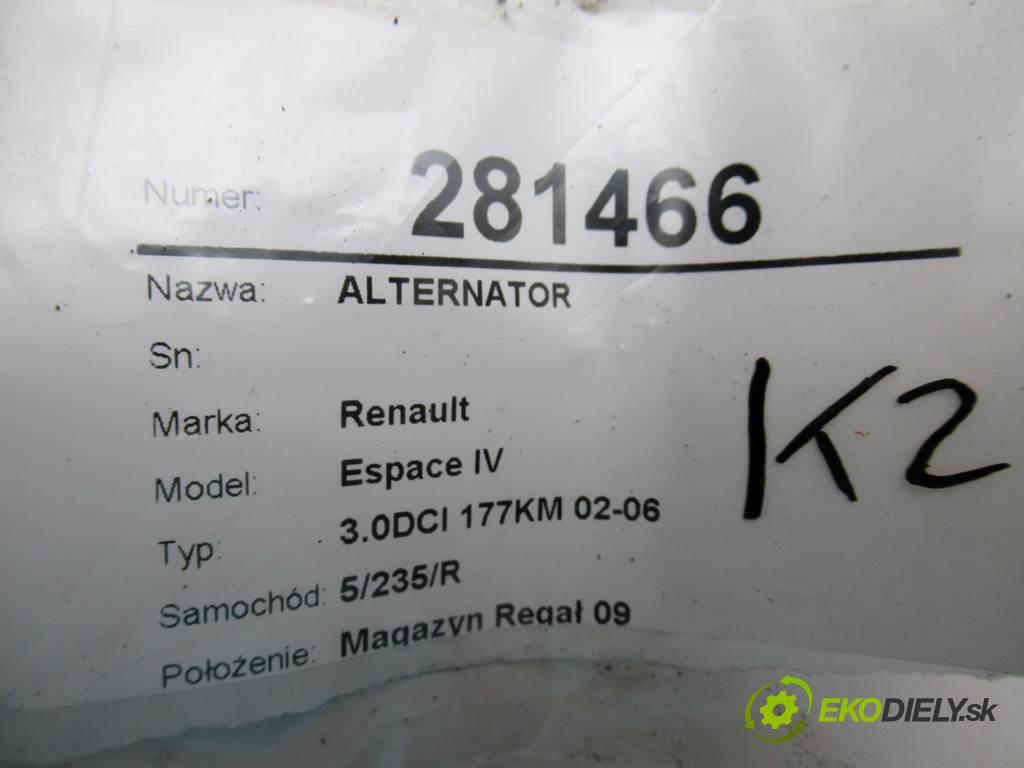 Numer: 281466
Nazwa: ALTERNATOR
Sn:
Marka: Renault
Model: Espace IV
Typ: 3.0DCI 177KM 02-06
Samochód: 5/235/R
Położenie: Magazyn Regał 09
K2
EKODIELY.sk